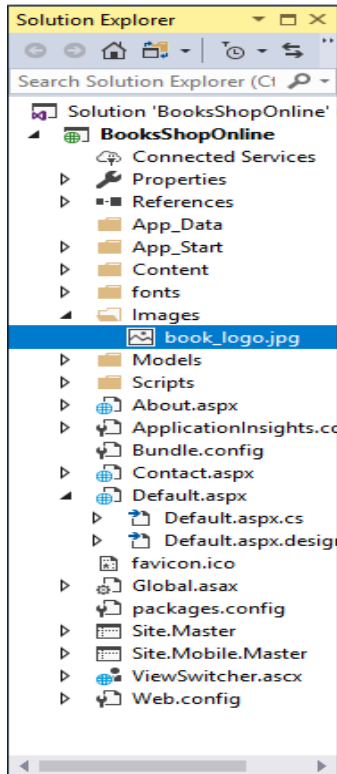 Solution Explorer
Search Solution Explorer (Ct
Solution 'BooksShopOnline'
BooksShopOnline
Connected Services
Properties
References
App_Data
App_Start
Content
fonts
Images
book_logo.jpg
Models
Scripts
About.aspx
ApplicationInsights.co
Bundle.config
Contact.aspx
Default.aspx
Default.aspx.cs
Default.aspx.design
favicon.ico
Global.asax
packages.config
Site.Master
Site.Mobile.Master
ViewSwitcher.ascx
Web.config